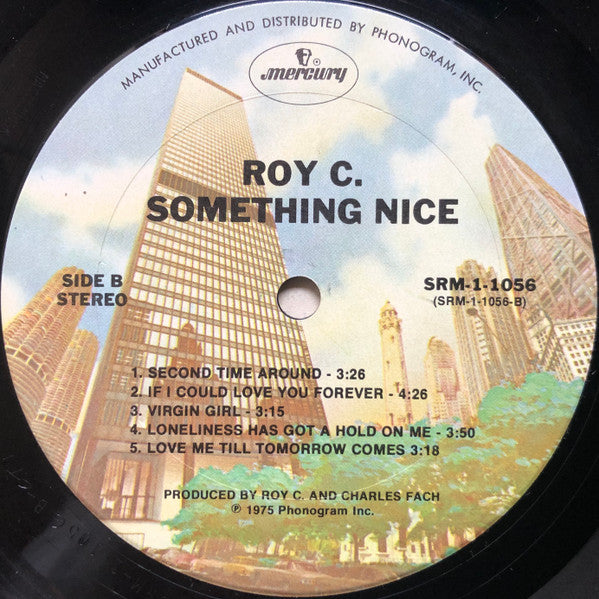 MANUFACTURED AND DISTRIBUTED BY PHONOGRAM, INC.
mercury
ROY C.
SOMETHING NICE
SIDE B
STEREO
SRM-1-1056
(SRM-1-1056-B)
1. SECOND TIME AROUND - 3:26
2. IF I COULD LOVE YOU FOREVER - 4:26
3. VIRGIN GIRL - 3:15
4. LONELINESS HAS GOT A HOLD ON ME - 3:50
5. LOVE ME TILL TOMORROW COMES 3:18
PRODUCED BY ROY C. AND CHARLES FACH
℗ 1975 Phonogram Inc.